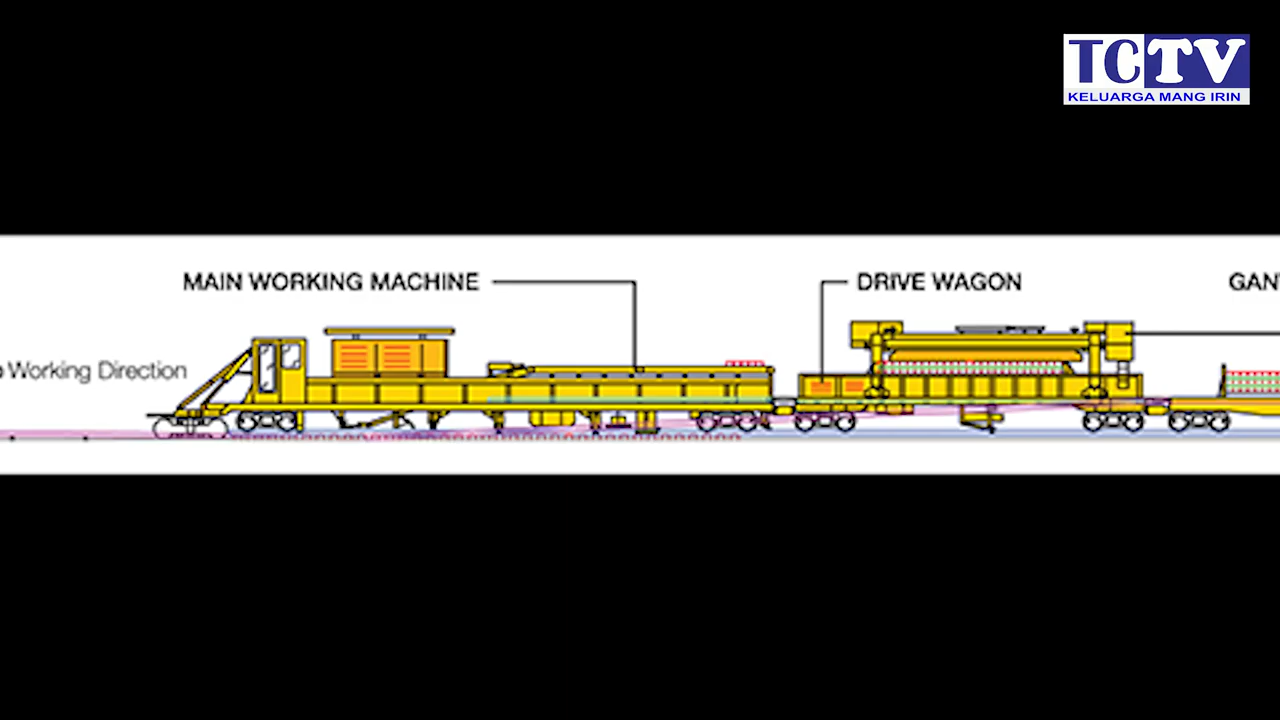 TCTV
KELUARGA MANG IRIN
MAIN WORKING MACHINE
DRIVE WAGON
Working Direction